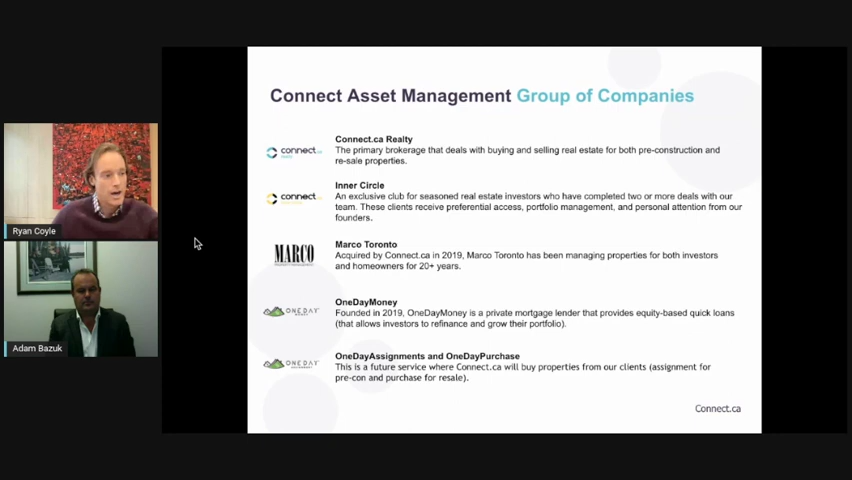 Connect Asset Management Group of Companies
connect
Connect.ca Realty
The primary brokerage that deals with buying and selling real estate for both pre-construction and
re-sale properties.
connect
Inner Circle
An exclusive club for seasoned real estate investors who have completed two or more deals with our
team. These clients receive preferential access, portfolio management, and personal attention from our
founders.
MARCO
Marco Toronto
Acquired by Connect.ca in 2019, Marco Toronto has been managing properties for both investors
and homeowners for 20+ years.
ONEDAY
OneDayMoney
Founded in 2019, OneDayMoney is a private mortgage lender that provides equity-based quick loans
(that allows investors to refinance and grow their portfolio).
ONEDAY
OneDayAssignments and OneDayPurchase
This is a future service where Connect.ca will buy properties from our clients (assignment for
pre-con and purchase for resale).
Connect.ca
Ryan Coyle
Adam Bazuk